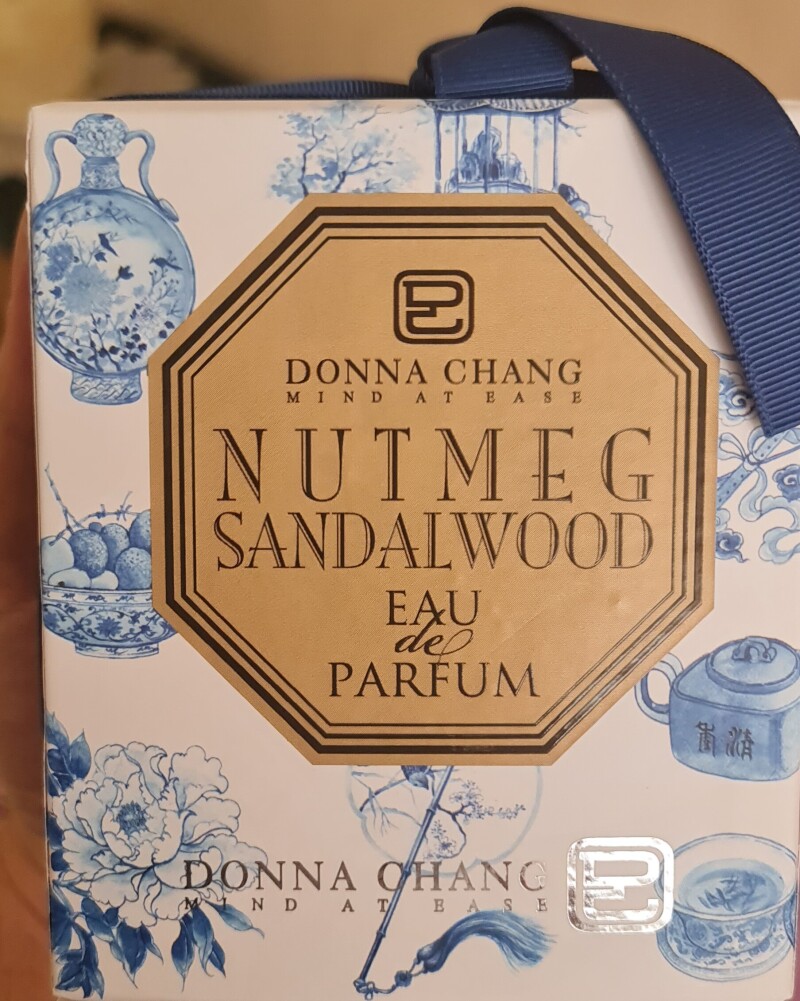 DONNA CHANG
MIND AT EASE
NUTMEG
SANDALWOOD
EAU
de
PARFUM
DONNA CHANG
MIND AT EASE